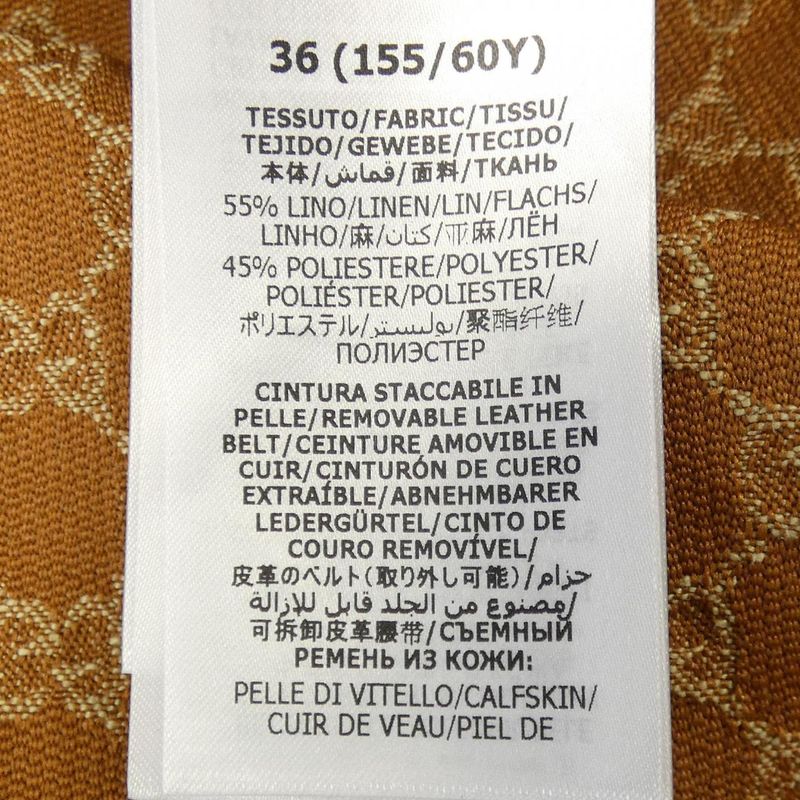 36 (155/60Y)
TESSUTO/FABRIC/TISSU/
TEJIDO/GEWEBE/TECIDO/
本体/قماش/面料/ТКАНЬ
55% LINO/LINEN/LIN/FLACHS/
LINHO/麻/كتان/亚麻/ЛЁН
45% POLIESTERE/POLYESTER/
POLIÉSTER/POLIESTER/
ポリエステル/بوليستر/聚酯纤维/
ПОЛИЭСТЕР
CINTURA STACCABILE IN
PELLE/REMOVABLE LEATHER
BELT/CEINTURE AMOVIBLE EN
CUIR/CINTURÓN DE CUERO
EXTRAÍBLE/ABNEHMBARER
LEDERGÜRTEL/CINTO DE
COURO REMOVÍVEL/
皮革のベルト(取り外し可能)/حزام
مصنوع من الجلد قابل للإزالة/
可拆卸皮革腰带/СЪЕМНЫЙ
РЕМЕНЬ ИЗ КОЖИ:
PELLE DI VITELLO/CALFSKIN/
CUIR DE VEAU/PIEL DE